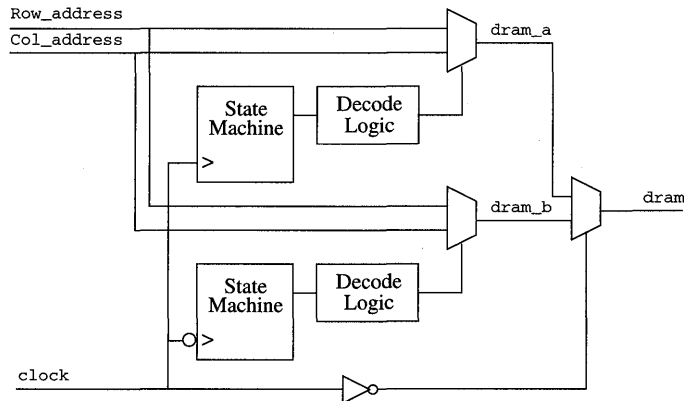 Row_address
Col_address
dram_a
State
Machine
>
Decode
Logic
dram_b
dram
State
Machine
>
Decode
Logic
clock